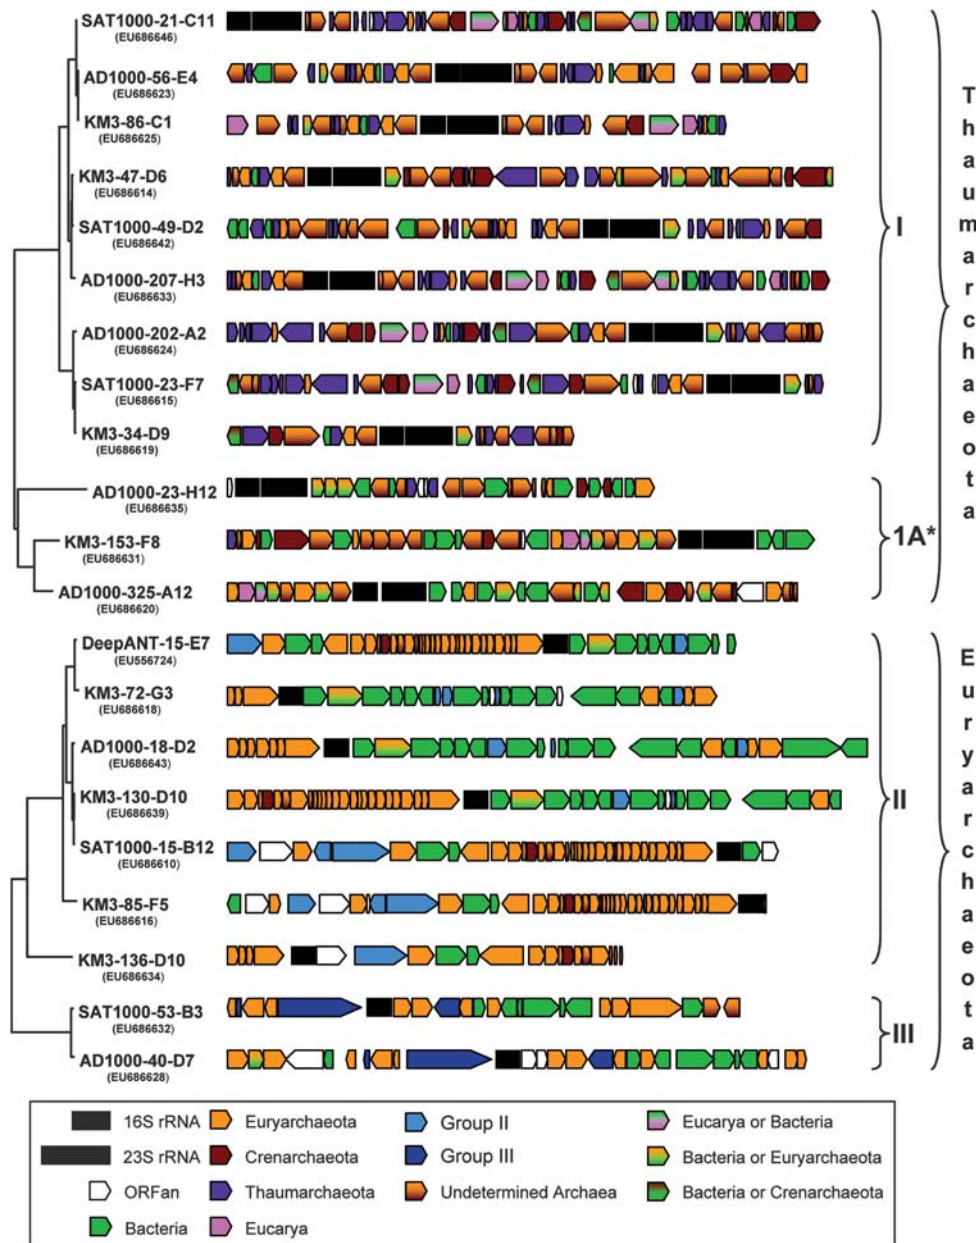 SAT1000-21-C11
(EU686646)
AD1000-56-E4
(EU686623)
KM3-86-C1
(EU686625)
KM3-47-D6
(EU686614)
SAT1000-49-D2
(EU686642)
I
AD1000-207-H3
(EU686633)
AD1000-202-A2
(EU686624)
SAT1000-23-F7
(EU686615)
KM3-34-D9
(EU686619)
Thaumarchaeota
AD1000-23-H12
(EU686635)
KM3-153-F8
(EU686631)
1A*
AD1000-325-A12
(EU686620)
DeepANT-15-E7
(EU556724)
KM3-72-G3
(EU686618)
AD1000-18-D2
(EU686643)
KM3-130-D10
(EU686639)
II
SAT1000-15-B12
(EU686610)
KM3-85-F5
(EU686616)
KM3-136-D10
(EU686634)
SAT1000-53-B3
(EU686632)
III
AD1000-40-D7
(EU686628)
Euryarchaeota
16S rRNA
23S rRNA
ORFan
Bacteria
Euryarchaeota
Crenarchaeota
Thaumarchaeota
Eucarya
Group II
Group III
Undetermined Archaea
Eucarya or Bacteria
Bacteria or Euryarchaeota
Bacteria or Crenarchaeota